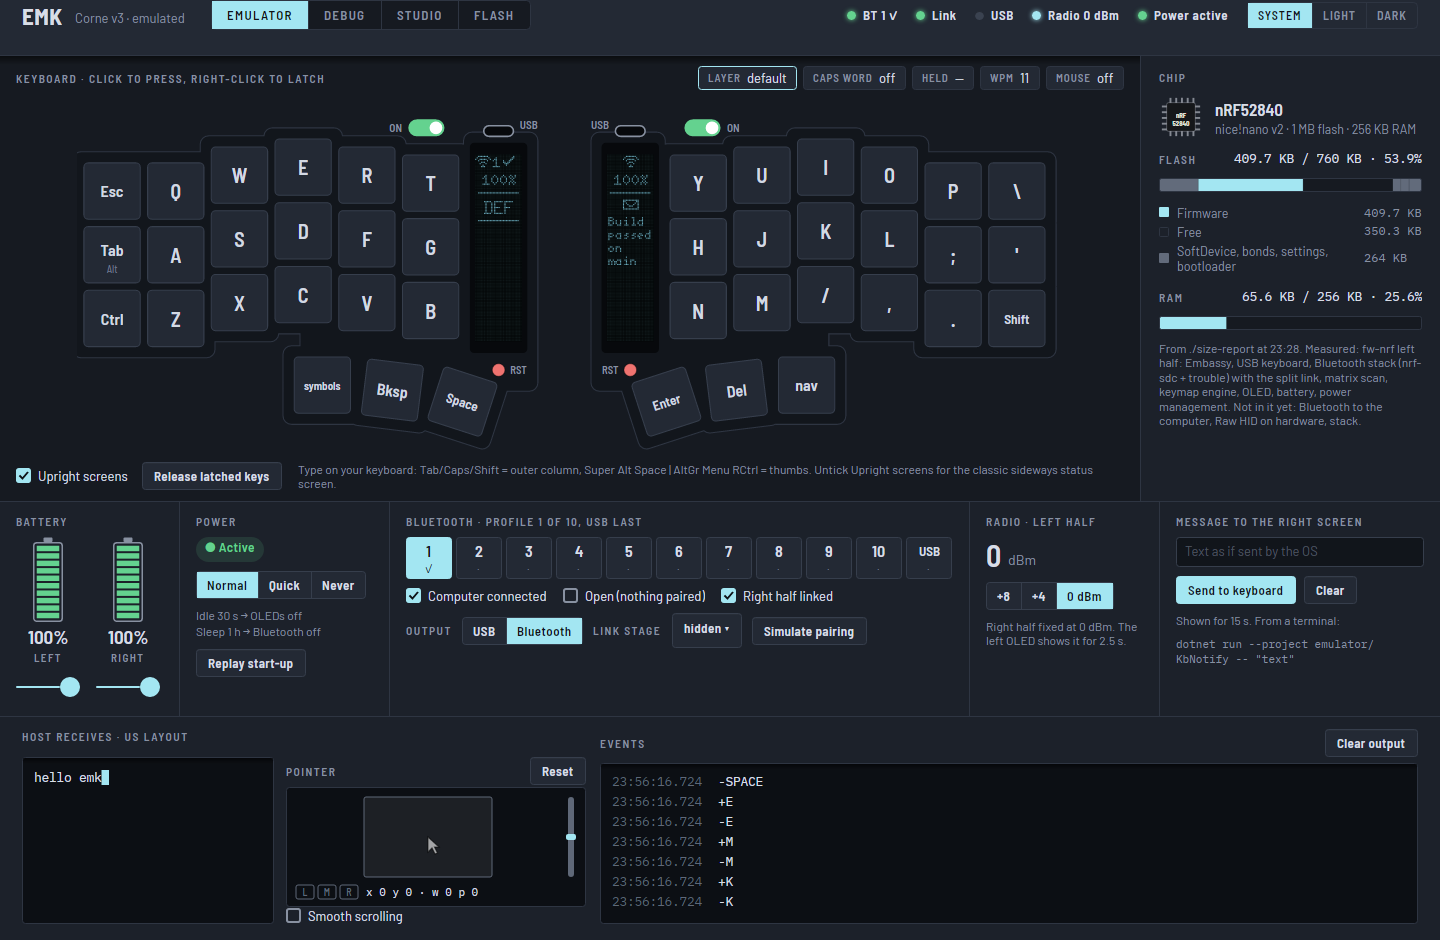 EMK Corne v3 · emulated EMULATOR DEBUG STUDIO FLASH BT 1 √ Link USB Radio 0 dBm Power active SYSTEM LIGHT DARK
KEYBOARD · CLICK TO PRESS, RIGHT-CLICK TO LATCH
LAYER default CAPS WORD off HELD — WPM 11 MOUSE off
ON USB USB ON
Esc Q W E R T
Tab Alt A S D F G
Ctrl Z X C V B
symbols Bksp Space
1
100%
DEF
RST
100%
Build
passed
on
main
RST
Y U I O P \
H J K L ; '
N M / , . Shift
Enter Del nav
Upright screens
Release latched keys
Type on your keyboard: Tab/Caps/Shift = outer column, Super Alt Space | AltGr Menu RCtrl = thumbs. Untick Upright screens for the classic sideways status
screen.
CHIP
nRF
52840
nRF52840
nice!nano v2 · 1 MB flash · 256 KB RAM
FLASH 409.7 KB / 760 KB · 53.9%
Firmware 409.7 KB
Free 350.3 KB
SoftDevice, bonds, settings,
bootloader 264 KB
RAM 65.6 KB / 256 KB · 25.6%
From ./size-report at 23:28. Measured: fw-nrf left
half: Embassy, USB keyboard, Bluetooth stack (nrf-
sdc + trouble) with the split link, matrix scan,
keymap engine, OLED, battery, power
management. Not in it yet: Bluetooth to the
computer, Raw HID on hardware, stack.
BATTERY
100% 100%
LEFT RIGHT
POWER
Active
Normal Quick Never
Idle 30 s → OLEDs off
Sleep 1 h → Bluetooth off
Replay start-up
BLUETOOTH · PROFILE 1 OF 10, USB LAST
1 2 3 4 5 6 7 8 9 10 USB
√ · · · · · · · · · ·
Computer connected Open (nothing paired) Right half linked
OUTPUT USB Bluetooth LINK STAGE hidden ▾ Simulate pairing
RADIO · LEFT HALF
0 dBm
+8 +4 0 dBm
Right half fixed at 0 dBm. The
left OLED shows it for 2.5 s.
MESSAGE TO THE RIGHT SCREEN
Text as if sent by the OS
Send to keyboard Clear
Shown for 15 s. From a terminal:
dotnet run --project emulator/
KbNotify -- "text"
HOST RECEIVES · US LAYOUT
hello emk
POINTER Reset
L M R x 0 y 0 · w 0 p 0
Smooth scrolling
EVENTS Clear output
23:56:16.724 -SPACE
23:56:16.724 +E
23:56:16.724 -E
23:56:16.724 +M
23:56:16.724 -M
23:56:16.724 +K
23:56:16.724 -K